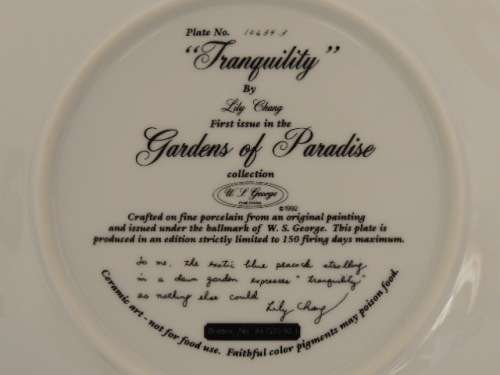 Plate No.
"Tranquility"
By
Lily Chang
First issue in the
Gardens of Paradise
collection
W. S. George
FINE CHINA
©1992
Crafted on fine porcelain from an original painting
and issued under the hallmark of W. S. George. This plate is
produced in an edition strictly limited to 150 firing days maximum.
To me, the exotic blue peacock strolling
in a dawn garden expresses "tranquility"
as nothing else could
Lily Chang
Ceramic art - not for food use. Faithful color pigments may poison food.